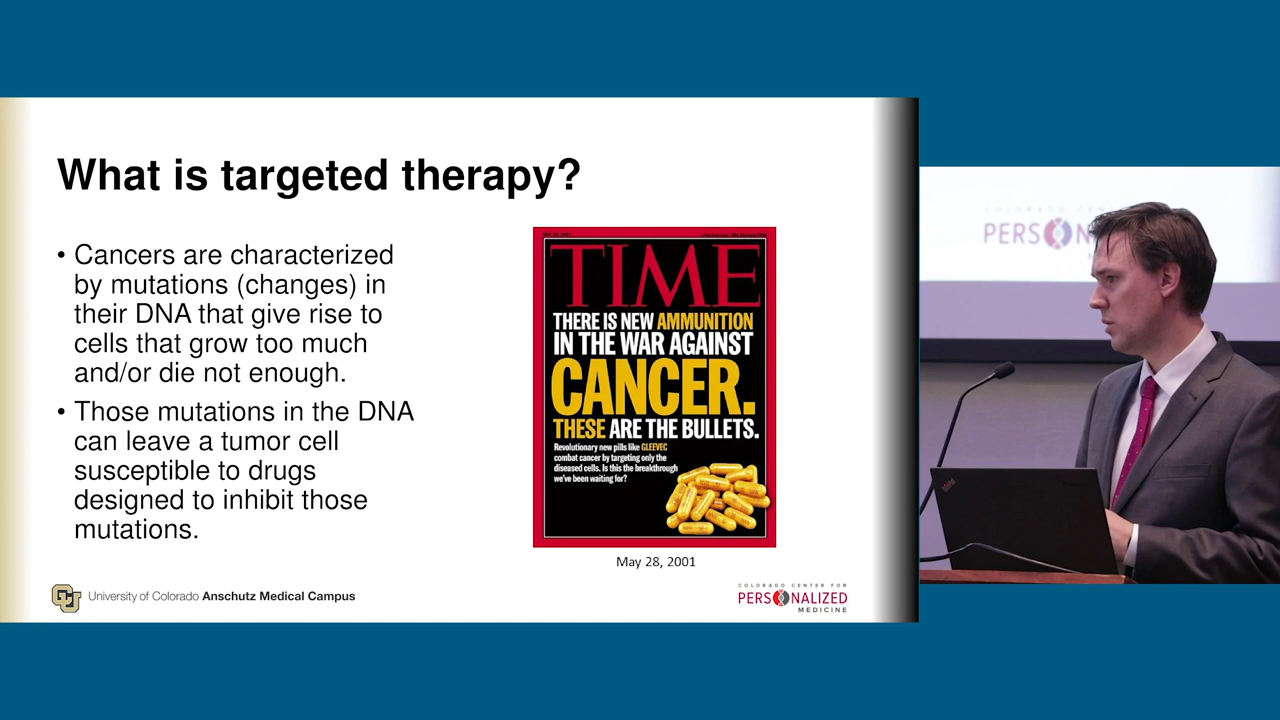 What is targeted therapy?
• Cancers are characterized
by mutations (changes) in
their DNA that give rise to
cells that grow too much
and/or die not enough.
• Those mutations in the DNA
can leave a tumor cell
susceptible to drugs
designed to inhibit those
mutations.
TIME
THERE IS NEW AMMUNITION
IN THE WAR AGAINST
CANCER.
THESE ARE THE BULLETS.
Revolutionary new pills like GLEEVEC
combat cancer by targeting only the
diseased cells. Is this the breakthrough
we've been waiting for?
May 28, 2001
CU
University of Colorado Anschutz Medical Campus
COLORADO CENTER FOR
PERSONALIZED
MEDICINE
COLORADO CENTER
PERS N